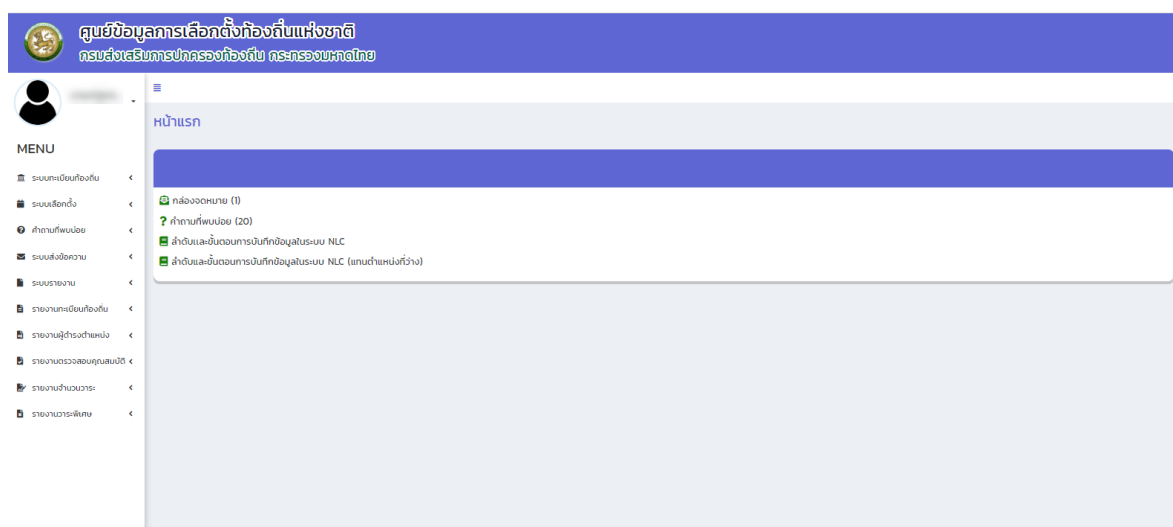 ศูนย์ข้อมูลการเลือกตั้งท้องถิ่นแห่งชาติ
กรมส่งเสริมการปกครองท้องถิ่น กระทรวงมหาดไทย
หน้าแรก
MENU
ระบบทะเบียนท้องถิ่น
ระบบเลือกตั้ง
คำถามที่พบบ่อย
ระบบส่งข้อความ
ระบบรายงาน
รายงานทะเบียนท้องถิ่น
รายงานผู้ดำรงตำแหน่ง
รายงานตรวจสอบคุณสมบัติ
รายงานจำนวนวาระ
รายงานวาระพิเศษ
กล่องจดหมาย (1)
คำถามที่พบบ่อย (20)
ลำดับและขั้นตอนการบันทึกข้อมูลในระบบ NLC
ลำดับและขั้นตอนการบันทึกข้อมูลในระบบ NLC (แทนตำแหน่งที่ว่าง)